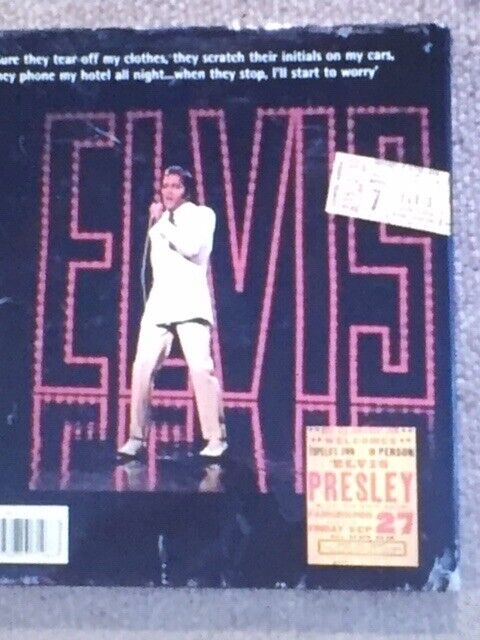 sure they tear off my clothes, they scratch their initials on my cars,
they phone my hotel all night...when they stop, I'll start to worry'
ELVIS
7
WELCOMES
IN PERSON
ELVIS
PRESLEY
27